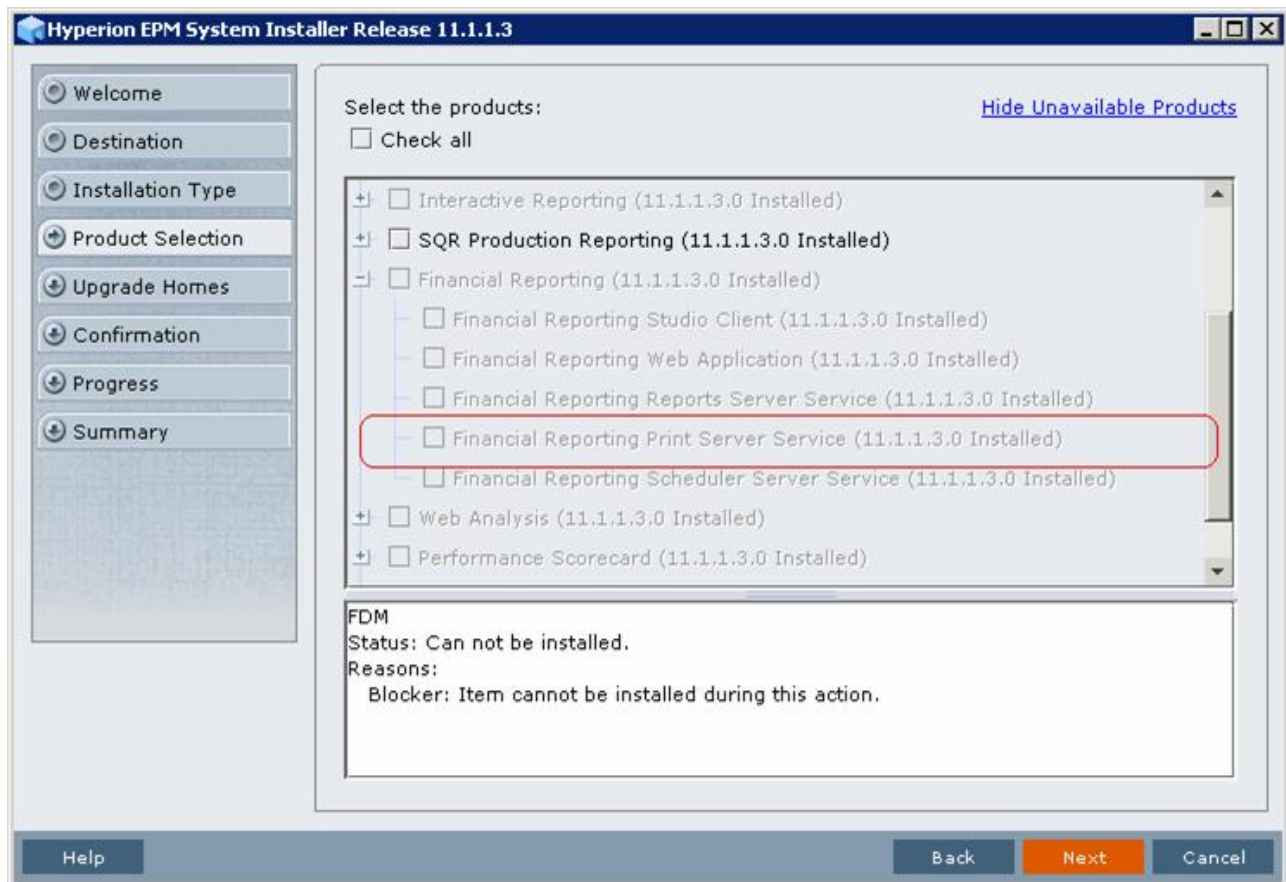 Hyperion EPM System Installer Release 11.1.1.3
Welcome
Destination
Installation Type
Product Selection
Upgrade Homes
Confirmation
Progress
Summary
Select the products:
Hide Unavailable Products
Check all
Interactive Reporting (11.1.1.3.0 Installed)
SQR Production Reporting (11.1.1.3.0 Installed)
Financial Reporting (11.1.1.3.0 Installed)
Financial Reporting Studio Client (11.1.1.3.0 Installed)
Financial Reporting Web Application (11.1.1.3.0 Installed)
Financial Reporting Reports Server Service (11.1.1.3.0 Installed)
Financial Reporting Print Server Service (11.1.1.3.0 Installed)
Financial Reporting Scheduler Server Service (11.1.1.3.0 Installed)
Web Analysis (11.1.1.3.0 Installed)
Performance Scorecard (11.1.1.3.0 Installed)
FDM
Status: Can not be installed.
Reasons:
Blocker: Item cannot be installed during this action.
Help
Back
Next
Cancel